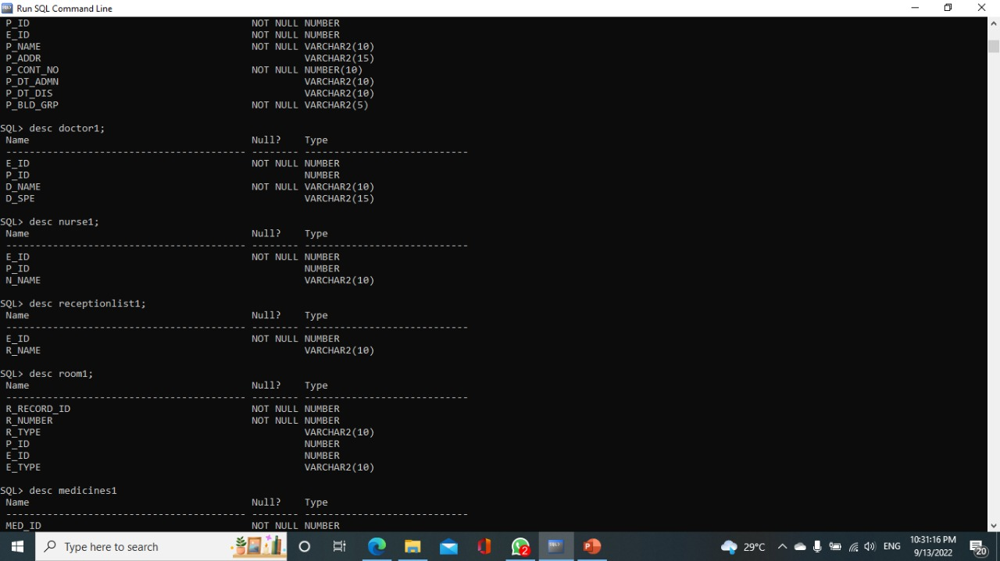 Run SQL Command Line
P_ID NOT NULL NUMBER
E_ID NOT NULL NUMBER
P_NAME NOT NULL VARCHAR2(10)
P_ADDR VARCHAR2(15)
P_CONT_NO NOT NULL NUMBER(10)
P_DT_ADMN VARCHAR2(10)
P_DT_DIS VARCHAR2(10)
P_BLD_GRP NOT NULL VARCHAR2(5)
SQL> desc doctor1;
Name Null? Type
----------------------------------------- -------- ----------------------------
E_ID NOT NULL NUMBER
P_ID NUMBER
D_NAME NOT NULL VARCHAR2(10)
D_SPE VARCHAR2(15)
SQL> desc nurse1;
Name Null? Type
----------------------------------------- -------- ----------------------------
E_ID NOT NULL NUMBER
P_ID NUMBER
N_NAME VARCHAR2(10)
SQL> desc receptionlist1;
Name Null? Type
----------------------------------------- -------- ----------------------------
E_ID NOT NULL NUMBER
R_NAME VARCHAR2(10)
SQL> desc room1;
Name Null? Type
----------------------------------------- -------- ----------------------------
R_RECORD_ID NOT NULL NUMBER
R_NUMBER NOT NULL NUMBER
R_TYPE VARCHAR2(10)
P_ID NUMBER
E_ID NUMBER
E_TYPE VARCHAR2(10)
SQL> desc medicines1
Name Null? Type
----------------------------------------- -------- ----------------------------
MED_ID NOT NULL NUMBER
Type here to search
2
29°C
ENG
10:31:16 PM
9/13/2022
20